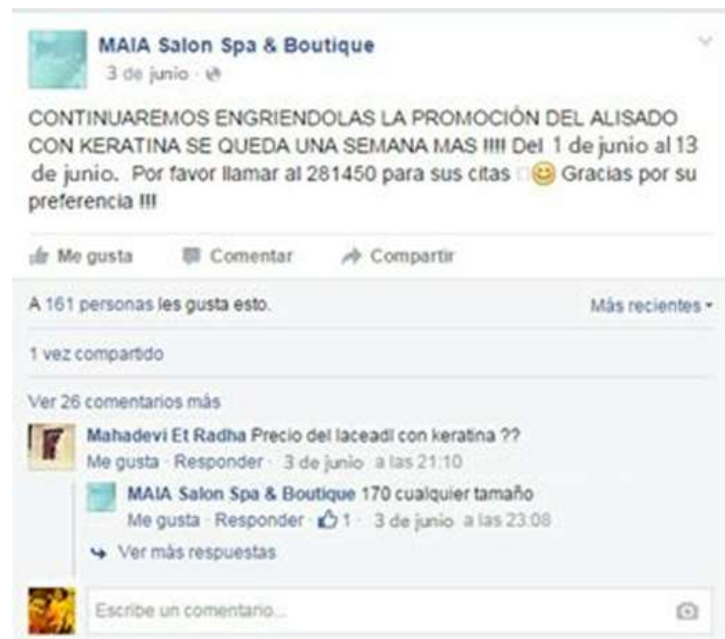 MAIA Salon Spa & Boutique
3 de junio ·
CONTINUAREMOS ENGRIENDOLAS LA PROMOCIÓN DEL ALISADO
CON KERATINA SE QUEDA UNA SEMANA MAS !!!! Del 1 de junio al 13
de junio. Por favor llamar al 281450 para sus citas 😊 Gracias por su
preferencia !!!
Me gusta Comentar Compartir
A 161 personas les gusta esto. Más recientes
1 vez compartido
Ver 26 comentarios más
Mahadevi Et Radha Precio del laceadl con keratina ??
Me gusta · Responder · 3 de junio a las 21:10
MAIA Salon Spa & Boutique 170 cualquier tamaño
Me gusta · Responder · 1 · 3 de junio a las 23:08
Ver más respuestas
Escribe un comentario...